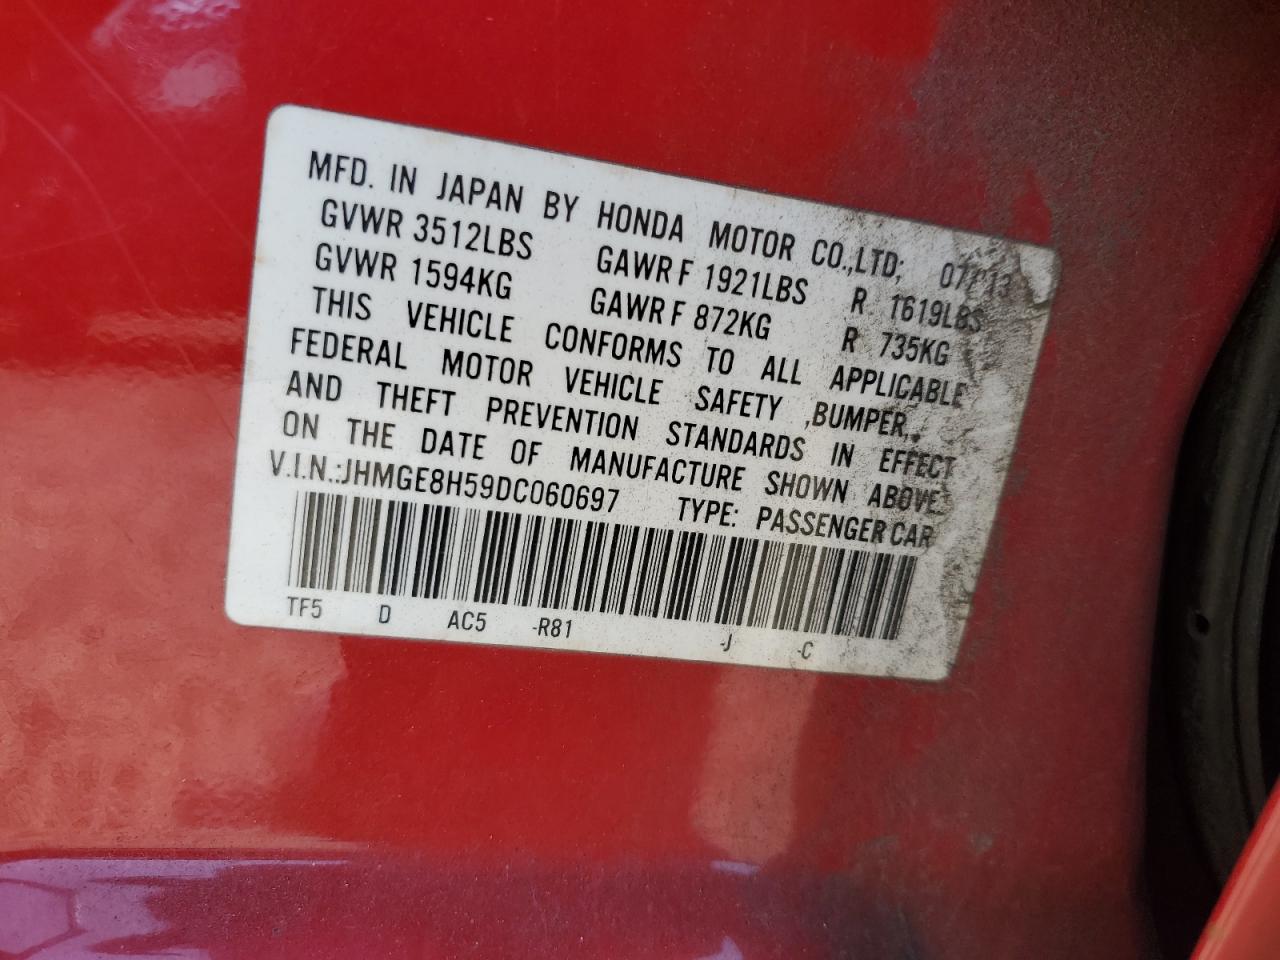 MFD. IN JAPAN BY HONDA MOTOR CO.,LTD; 07/13
GVWR 3512LBS GAWR F 1921LBS R 1619LBS
GVWR 1594KG GAWR F 872KG R 735KG
THIS VEHICLE CONFORMS TO ALL APPLICABLE
FEDERAL MOTOR VEHICLE SAFETY ,BUMPER,
AND THEFT PREVENTION STANDARDS IN EFFECT
ON THE DATE OF MANUFACTURE SHOWN ABOVE.
V.I.N.:JHMGE8H59DC060697 TYPE: PASSENGER CAR
TF5 D AC5 -R81 -J -C